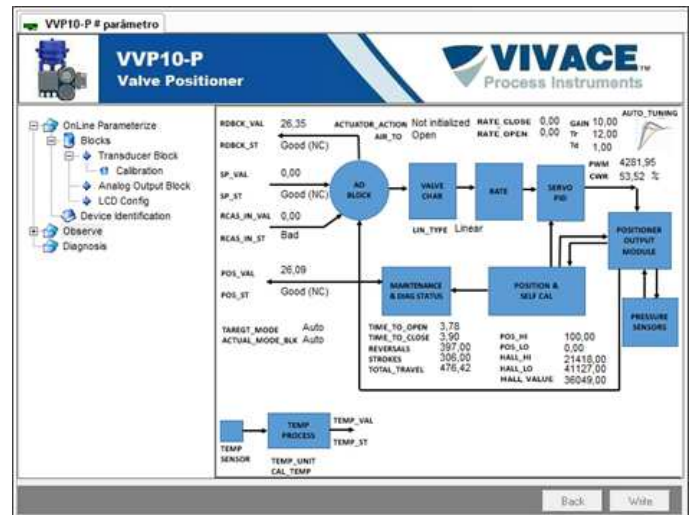 VVP10-P # parámetro
VVP10-P
Valve Positioner
VIVACE TM
Process Instruments
OnLine Parameterize
Blocks
Transducer Block
Calibration
Analog Output Block
LCD Config
Device Identification
Observe
Diagnosis
RDBCK_VAL 26,35
RDBCK_ST Good (NC)
ACTUATOR_ACTION Not initialized
AIR_TO Open
RATE_CLOSE 0,00
RATE_OPEN 0,00
GAIN 10,00
Tr 12,00
Td 1,00
AUTO_TUNING
PWM 4281,95
CWR 53,52 %
SP_VAL 0,00
SP_ST Good (NC)
RCAS_IN_VAL 0,00
RCAS_IN_ST Bad
AO
BLOCK
VALVE
CHAR
RATE
SERVO
PID
LIN_TYPE Linear
POSITIONER
OUTPUT
MODULE
POS_VAL 26,09
POS_ST Good (NC)
MAINTENANCE
& DIAG STATUS
POSITION &
SELF CAL
PRESSURE
SENSORS
TAREGT_MODE Auto
ACTUAL_MODE_BLK Auto
TIME_TO_OPEN 3,78
TIME_TO_CLOSE 3,90
REVERSALS 397,00
STROKES 306,00
TOTAL_TRAVEL 476,42
POS_HI 100,00
POS_LO 0,00
HALL_HI 21418,00
HALL_LO 41127,00
HALL_VALUE 36049,00
TEMP
SENSOR
TEMP
PROCESS
TEMP_VAL
TEMP_ST
TEMP_UNIT
CAL_TEMP
Back
Write